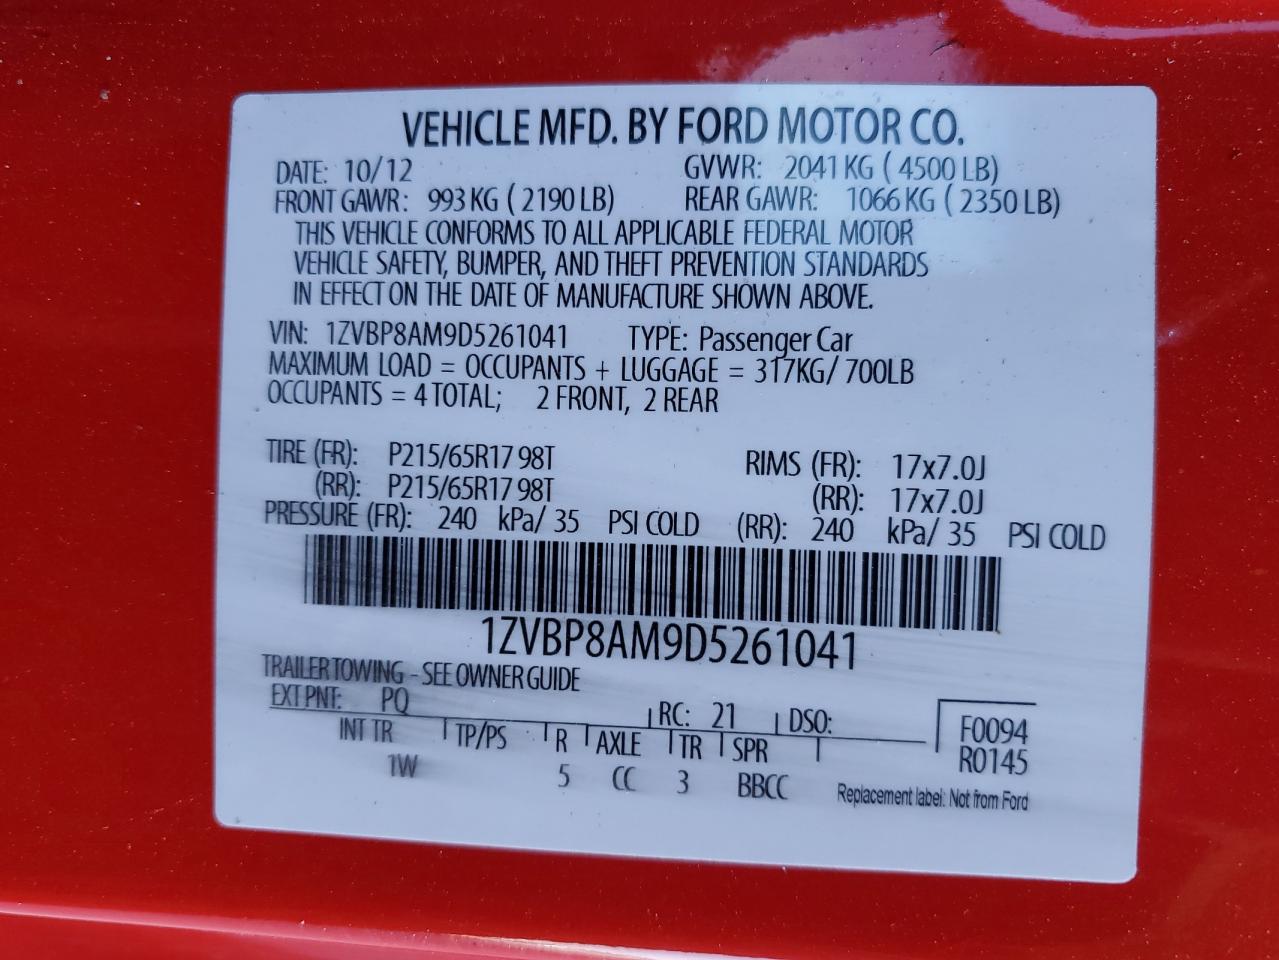 VEHICLE MFD. BY FORD MOTOR CO.
DATE: 10/12 GVWR: 2041 KG ( 4500 LB)
FRONT GAWR: 993 KG ( 2190 LB) REAR GAWR: 1066 KG ( 2350 LB)
THIS VEHICLE CONFORMS TO ALL APPLICABLE FEDERAL MOTOR
VEHICLE SAFETY, BUMPER, AND THEFT PREVENTION STANDARDS
IN EFFECT ON THE DATE OF MANUFACTURE SHOWN ABOVE.
VIN: 1ZVBP8AM9D5261041 TYPE: Passenger Car
MAXIMUM LOAD = OCCUPANTS + LUGGAGE = 317KG/ 700LB
OCCUPANTS = 4 TOTAL; 2 FRONT, 2 REAR
TIRE (FR): P215/65R17 98T RIMS (FR): 17x7.0J
(RR): P215/65R17 98T (RR): 17x7.0J
PRESSURE (FR): 240 kPa/ 35 PSI COLD (RR): 240 kPa/ 35 PSI COLD
1ZVBP8AM9D5261041
TRAILER TOWING - SEE OWNER GUIDE
EXT PNT: PQ RC: 21 DSO: F0094
INT TR TP/PS R AXLE TR SPR R0145
1W 5 CC 3 BBCC
Replacement label: Not from Ford